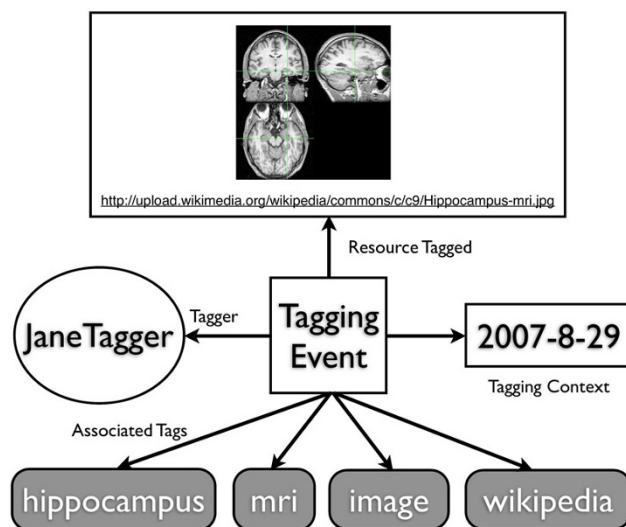 http://upload.wikimedia.org/wikipedia/commons/c/c9/Hippocampus-mri.jpg
Resource Tagged
JaneTagger
Tagger
Tagging
Event
2007-8-29
Tagging Context
Associated Tags
hippocampus
mri
image
wikipedia